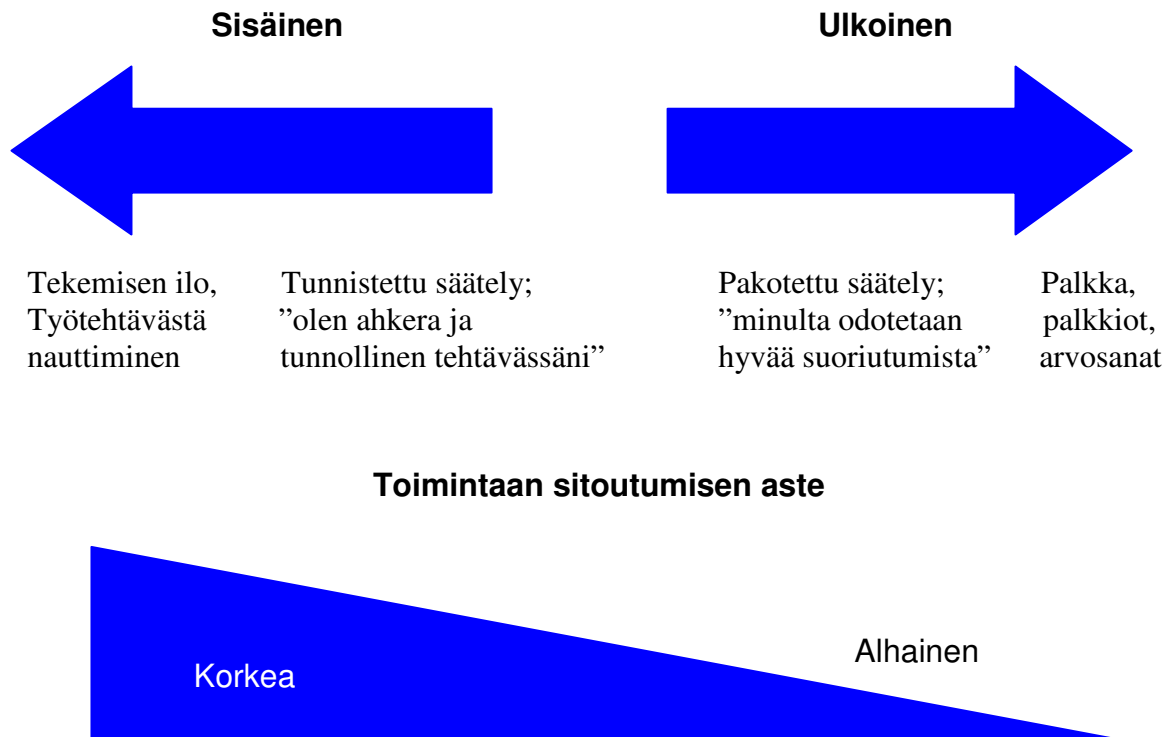 Sisäinen
Ulkoinen
Tekemisen ilo,
Työtehtävästä
nauttiminen
Tunnistettu säätely;
”olen ahkera ja
tunnollinen tehtävässäni”
Pakotettu säätely;
”minulta odotetaan
hyvää suoriutumista”
Palkka,
palkkiot,
arvosanat
Toimintaan sitoutumisen aste
Korkea
Alhainen